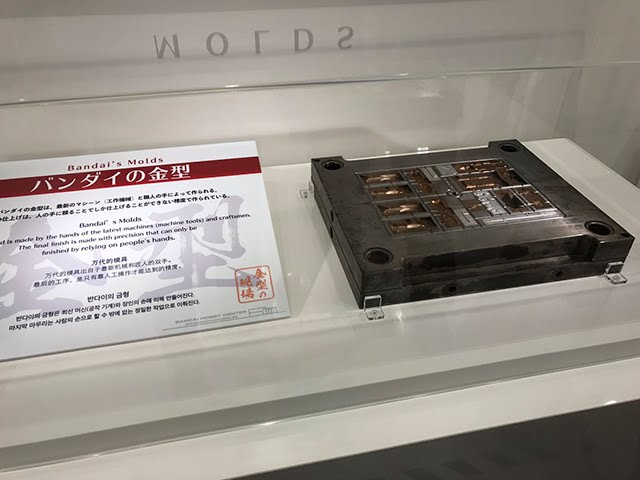 MOLDS
Bandai's Molds
バンダイの金型
バンダイの金型は、最新のマシーン（工作機械）と職人の手によって作られる。
仕上げは、人の手に頼ることでしか仕上げることができない精度で作られている。
Bandai's Molds
is made by the hands of the latest machines (machine tools) and craftsmen.
The final finish is made with precision that can only be
finished by relying on people's hands.
万代的模具
万代的模具出自手最新机械和匠人的双手。
最后的工序，是只有靠人工操作才能达到的精度。
반다이의 금형
반다이의 금형은 최신 머신(공작 기계)과 장인의 손에 의해 만들어진다.
마지막 마무리는 사람의 손으로 할 수 밖에 없는 정밀한 작업으로 이뤄진다.
金型の
現場
BANDAI HOBBY CENTER